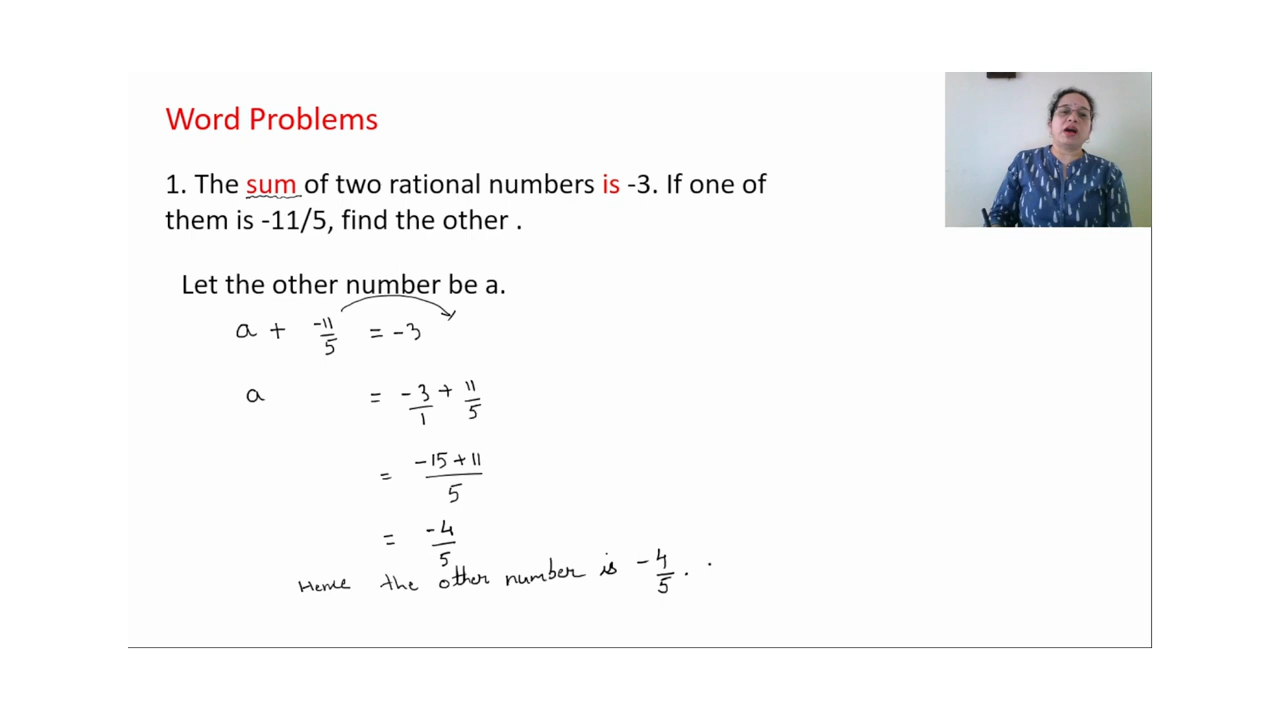 Word Problems
1. The sum of two rational numbers is -3. If one of
them is -11/5, find the other .
Let the other number be a.
a + -11/5 = -3
a = -3/1 + 11/5
= -15+11/5
= -4/5
Hence the other number is -4/5.